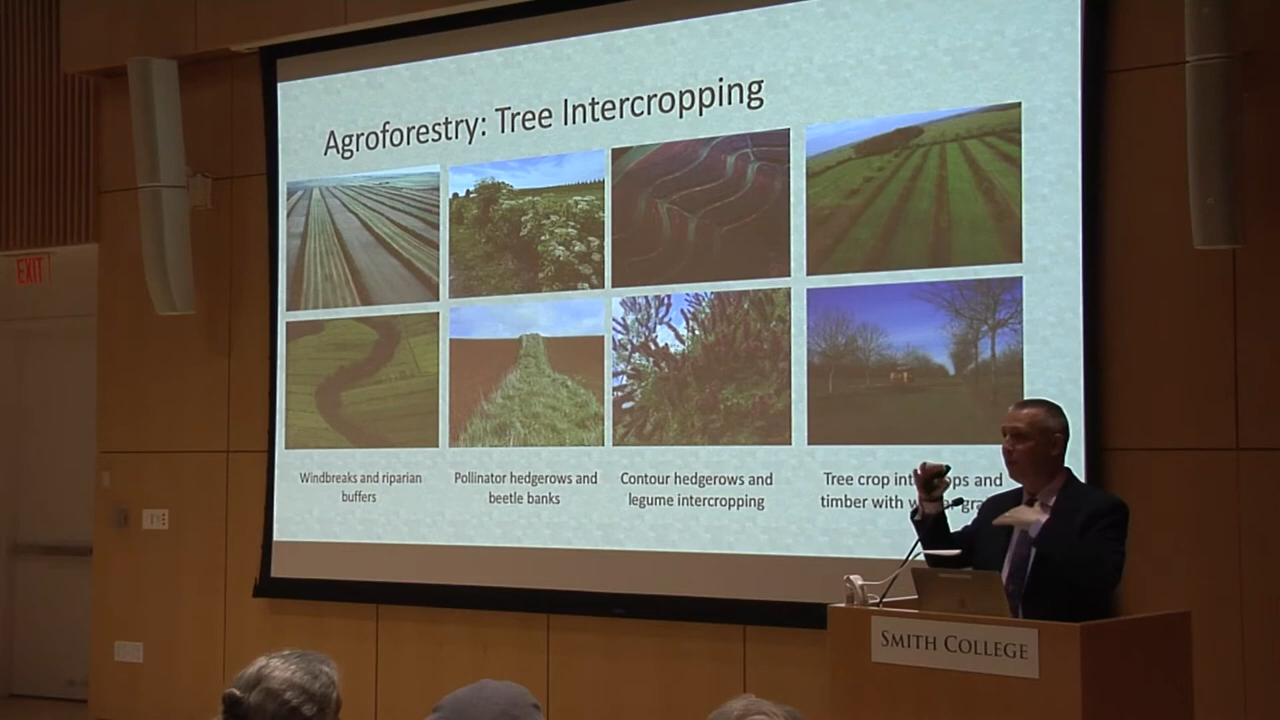 Agroforestry: Tree Intercropping
EXIT
Windbreaks and riparian
buffers
Pollinator hedgerows and
beetle banks
Contour hedgerows and
legume intercropping
Tree crop and
timber with
SMITH COLLEGE